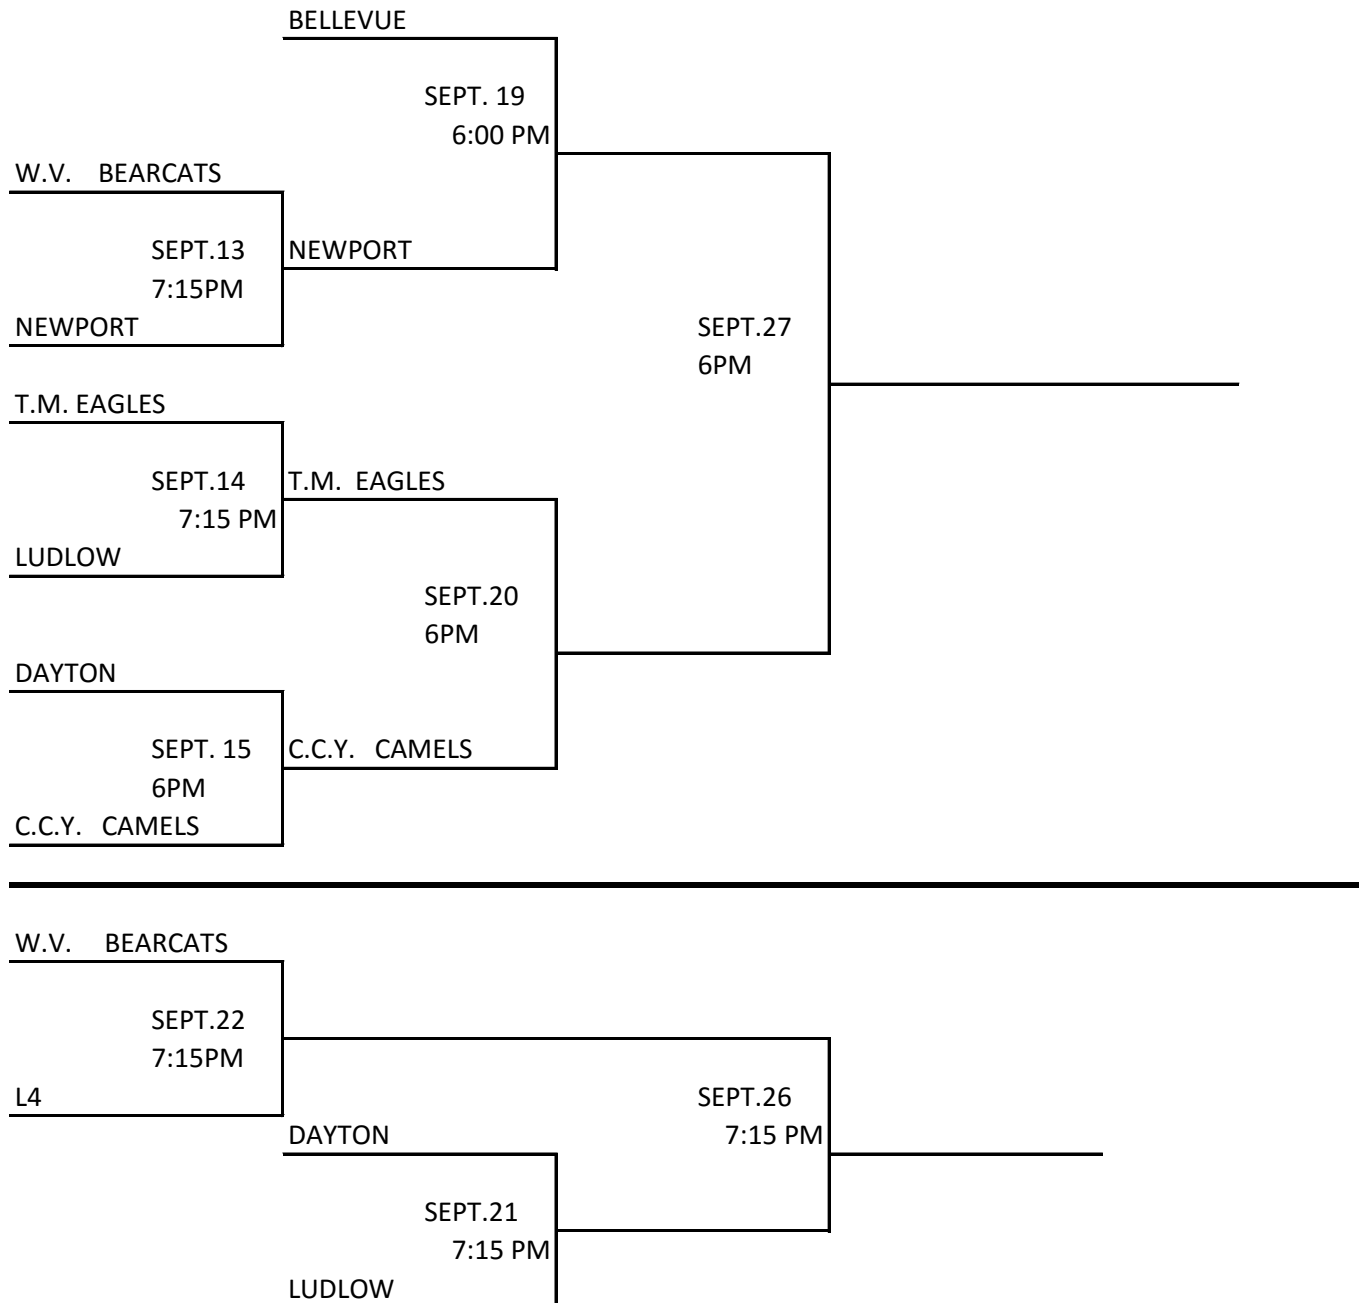 BELLEVUE
SEPT. 19
6:00 PM
W.V. BEARCATS
SEPT.13
NEWPORT
7:15PM
NEWPORT
SEPT.27
6PM
T.M. EAGLES
SEPT.14
T.M. EAGLES
7:15 PM
LUDLOW
SEPT.20
6PM
DAYTON
SEPT. 15
C.C.Y. CAMELS
6PM
C.C.Y. CAMELS
W.V. BEARCATS
SEPT.22
7:15PM
L4
SEPT.26
DAYTON
7:15 PM
SEPT.21
7:15 PM
LUDLOW